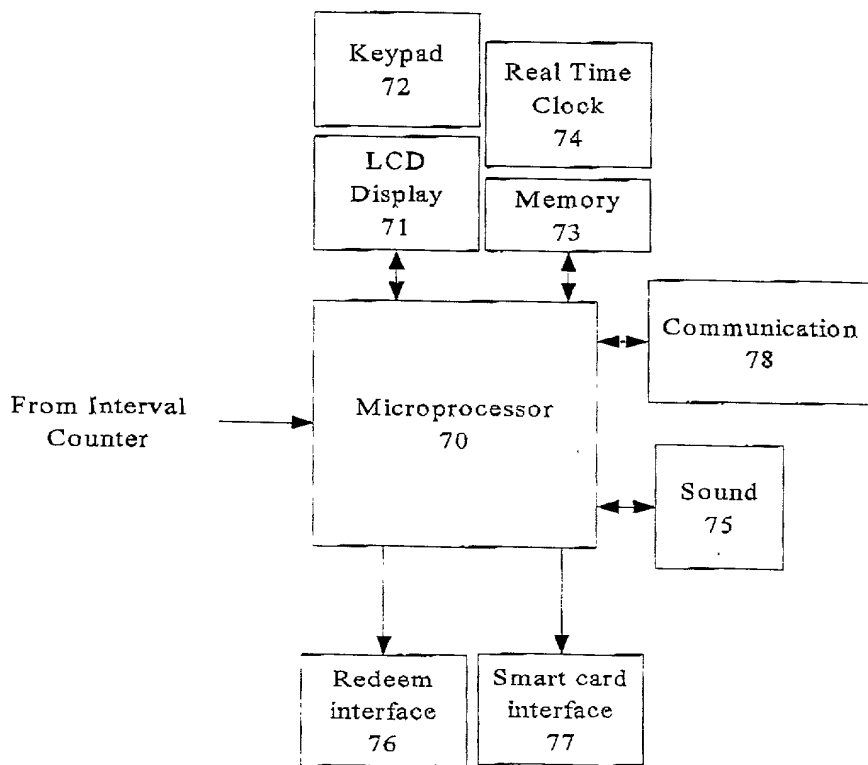 Keypad
72
Real Time
Clock
74
LCD
Display
71
Memory
73
Communication
78
From Interval
Counter
Microprocessor
70
Sound
75
Redeem
interface
76
Smart card
interface
77